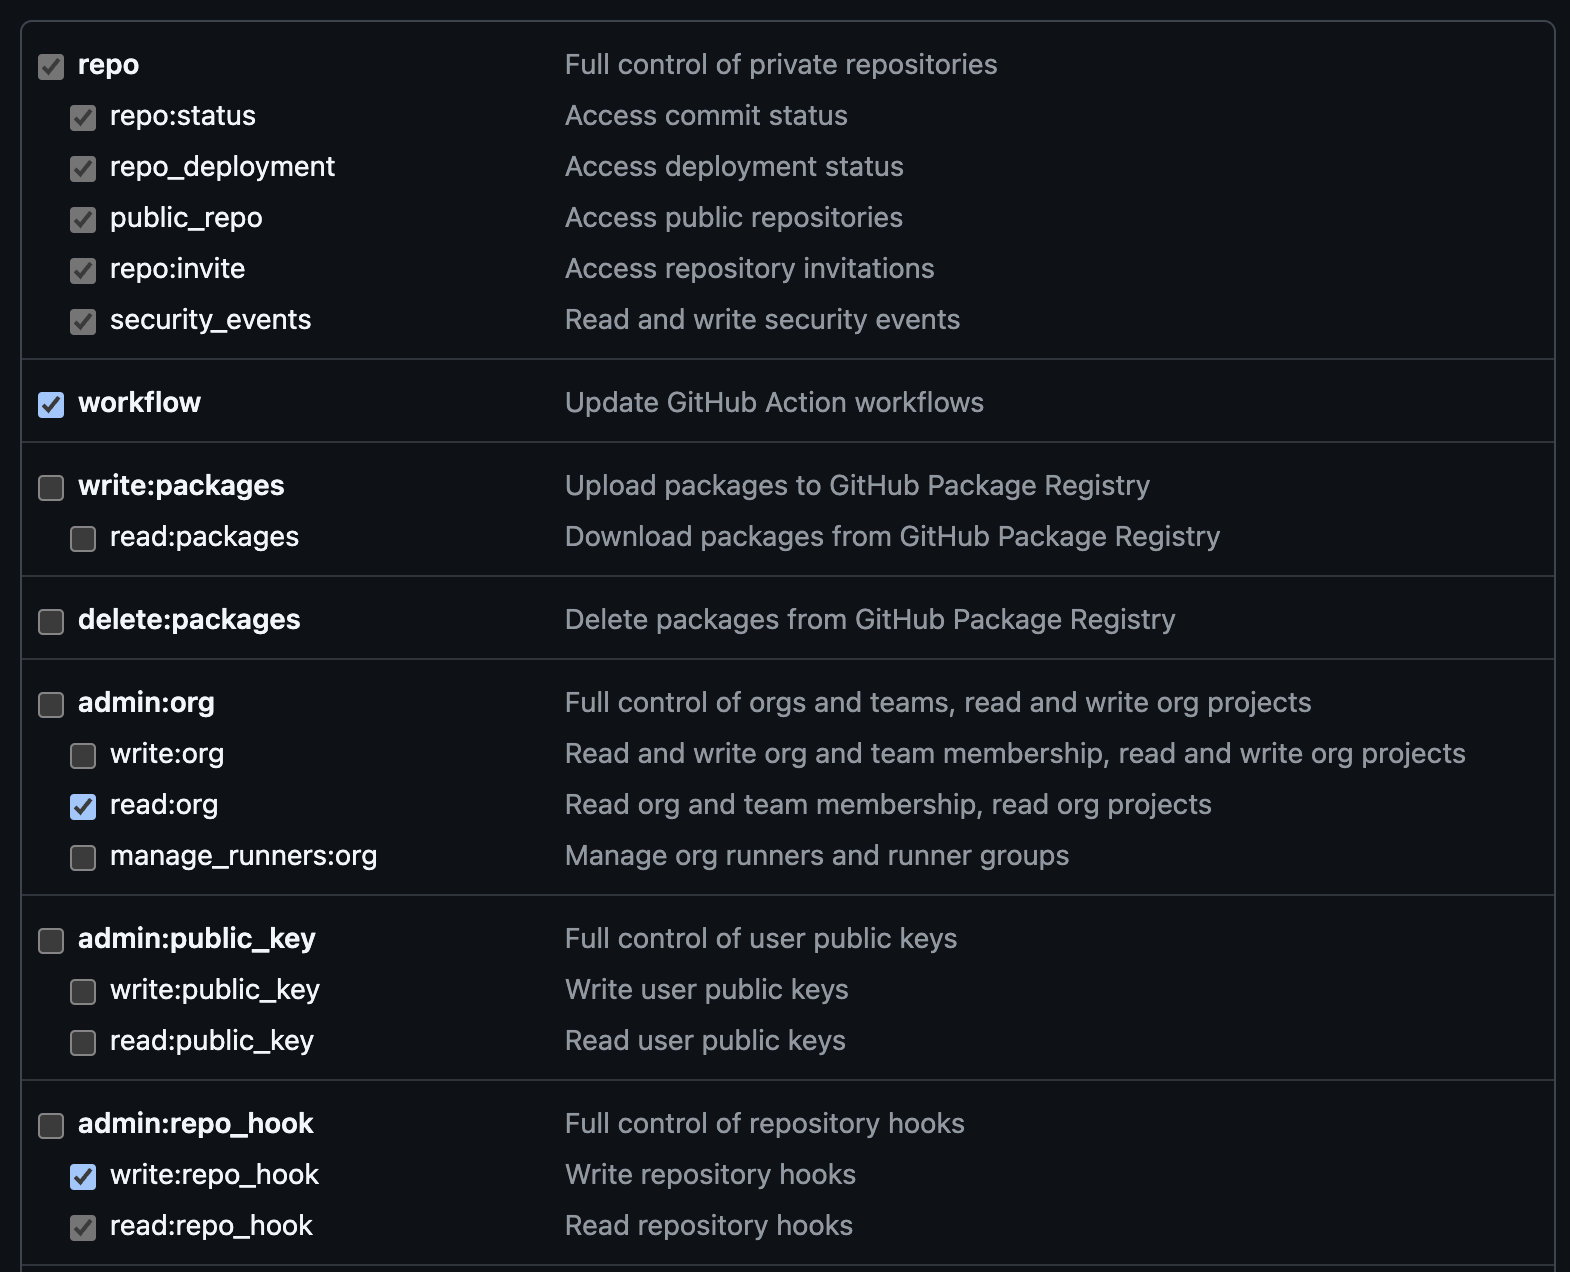 repo Full control of private repositories
repo:status Access commit status
repo_deployment Access deployment status
public_repo Access public repositories
repo:invite Access repository invitations
security_events Read and write security events
workflow Update GitHub Action workflows
write:packages Upload packages to GitHub Package Registry
read:packages Download packages from GitHub Package Registry
delete:packages Delete packages from GitHub Package Registry
admin:org Full control of orgs and teams, read and write org projects
write:org Read and write org and team membership, read and write org projects
read:org Read org and team membership, read org projects
manage_runners:org Manage org runners and runner groups
admin:public_key Full control of user public keys
write:public_key Write user public keys
read:public_key Read user public keys
admin:repo_hook Full control of repository hooks
write:repo_hook Write repository hooks
read:repo_hook Read repository hooks